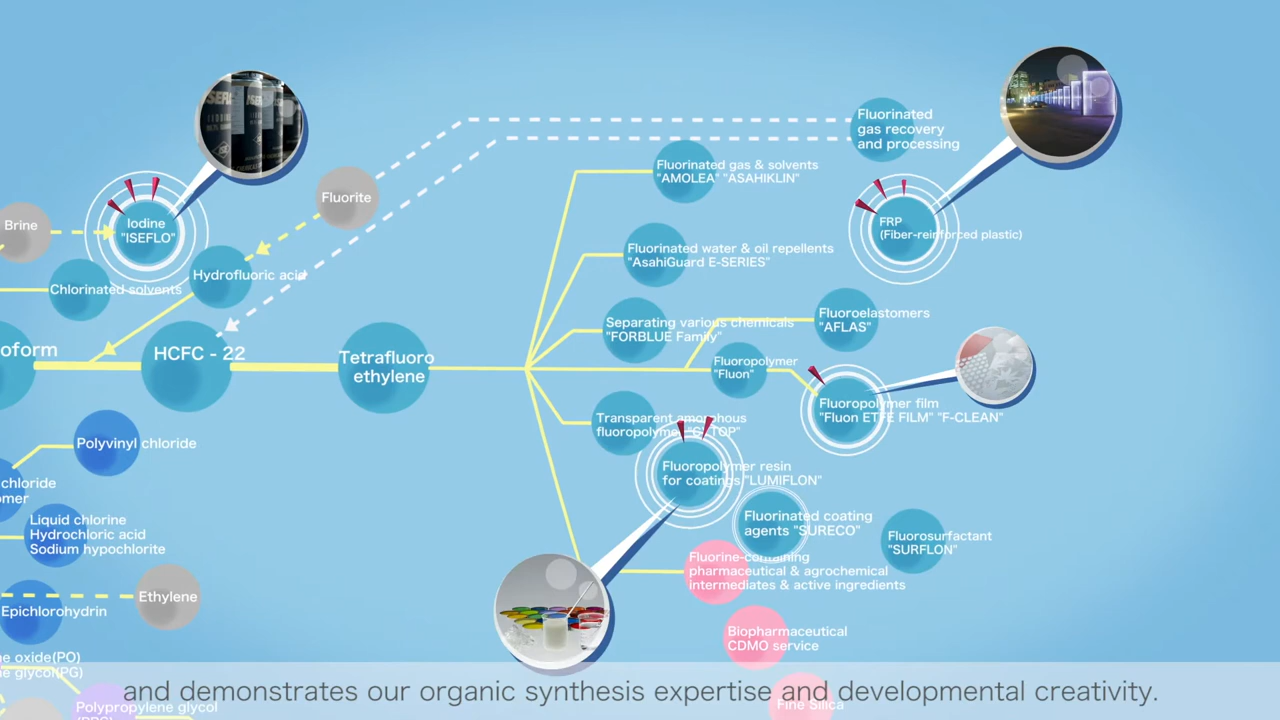 Fluorinated
gas recovery
and processing
Fluorinated gas & solvents
"AMOLEA" "ASAHIKLIN"
Fluorite
Brine
Iodine
"ISEFLO"
FRP
(Fiber-reinforced plastic)
Fluorinated water & oil repellents
"AsahiGuard E-SERIES"
Hydrofluoric acid
Chlorinated solvents
Separating various chemicals
"FORBLUE Family"
Fluoroelastomers
"AFLAS"
oform
HCFC - 22
Tetrafluoro
ethylene
Fluoropolymer
"Fluon"
Fluoropolymer film
"Fluon ETFE FILM" "F-CLEAN"
Transparent amorphous
fluoropolymer
Polyvinyl chloride
Fluoropolymer resin
for coatings "LUMIFLON"
chloride
omer
Liquid chlorine
Hydrochloric acid
Sodium hypochlorite
Fluorinated coating
agents "SURECO"
Fluorosurfactant
"SURFLON"
Fluorine-containing
pharmaceutical & agrochemical
intermediates & active ingredients
Ethylene
Epichlorohydrin
Biopharmaceutical
CDMO service
ne oxide(PO)
ne glycol(PG)
Polypropylene glycol
(PPG)
Fine Silica
and demonstrates our organic synthesis expertise and developmental creativity.